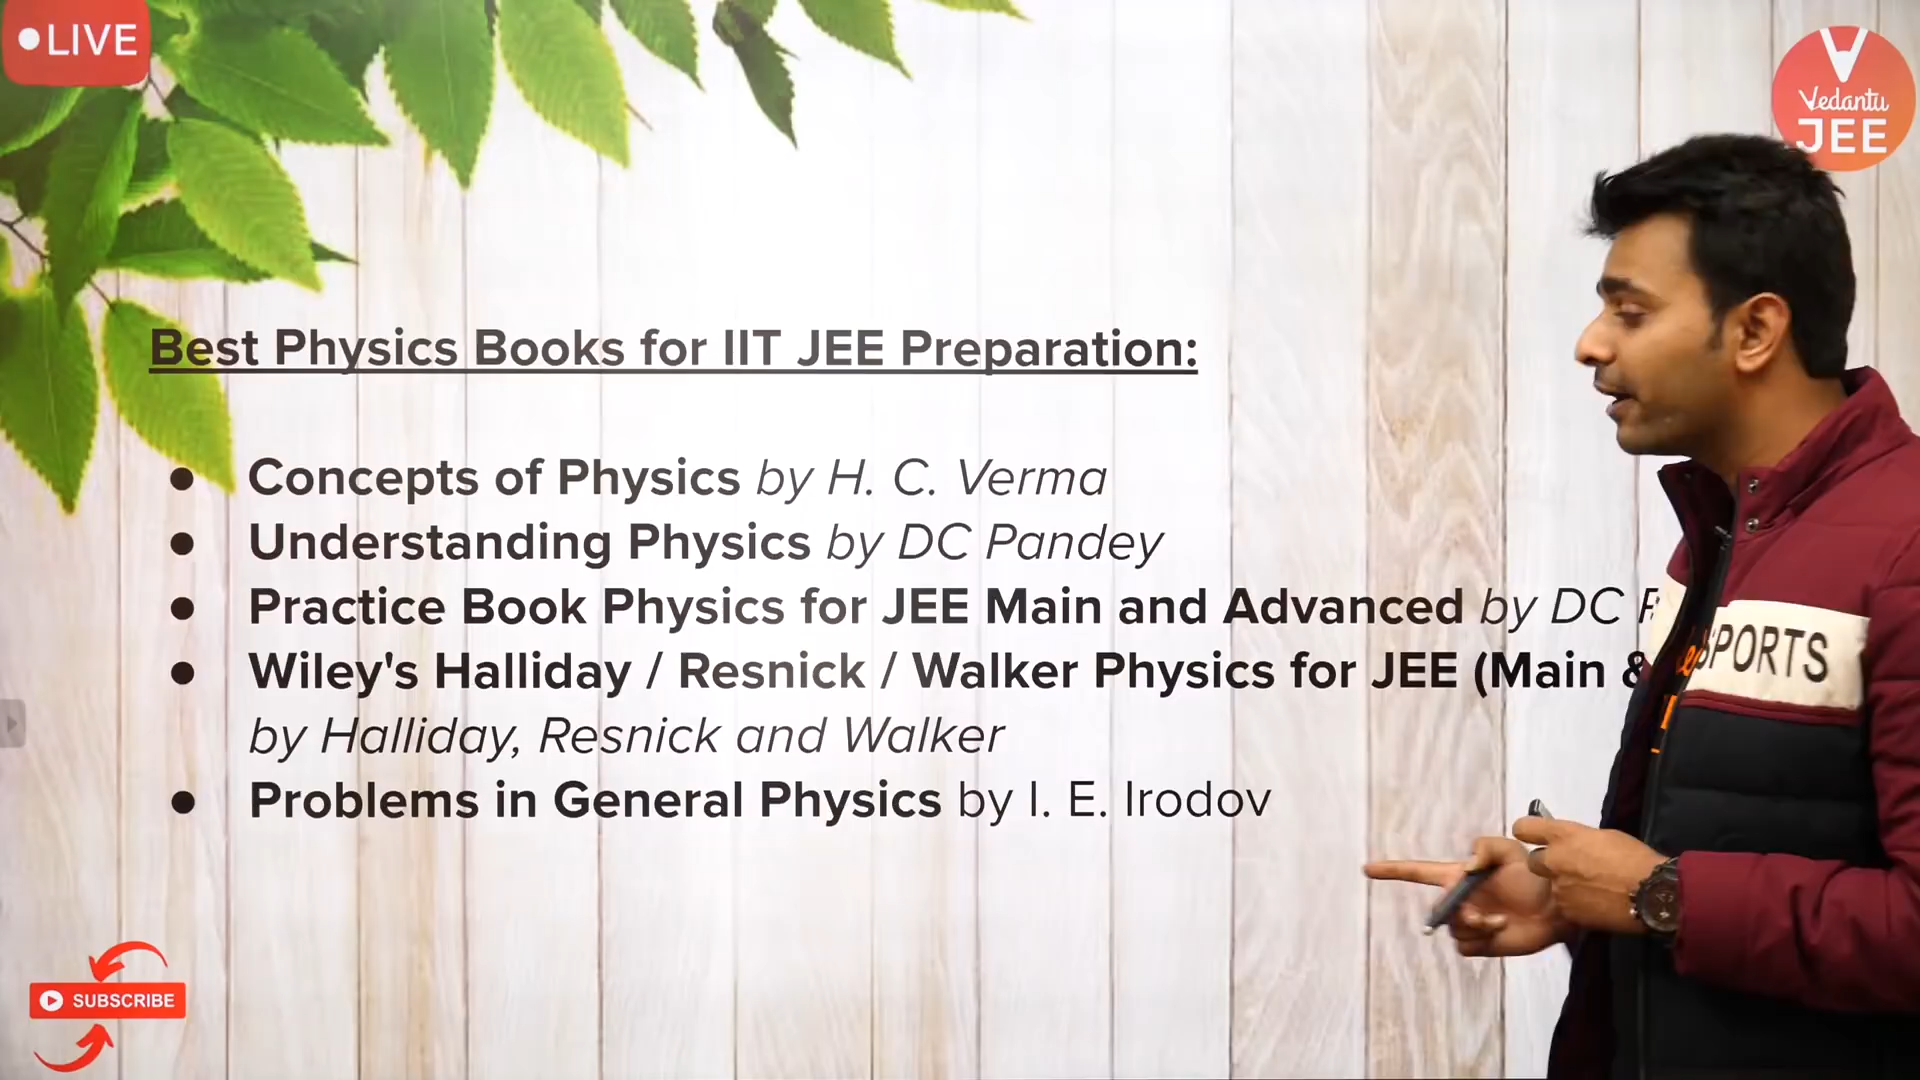 LIVE
Vedantu
JEE
Best Physics Books for IIT JEE Preparation:
● Concepts of Physics by H. C. Verma
● Understanding Physics by DC Pandey
● Practice Book Physics for JEE Main and Advanced by DC
● Wiley's Halliday / Resnick / Walker Physics for JEE (Main &
by Halliday, Resnick and Walker
● Problems in General Physics by I. E. Irodov
SPORTS
SUBSCRIBE